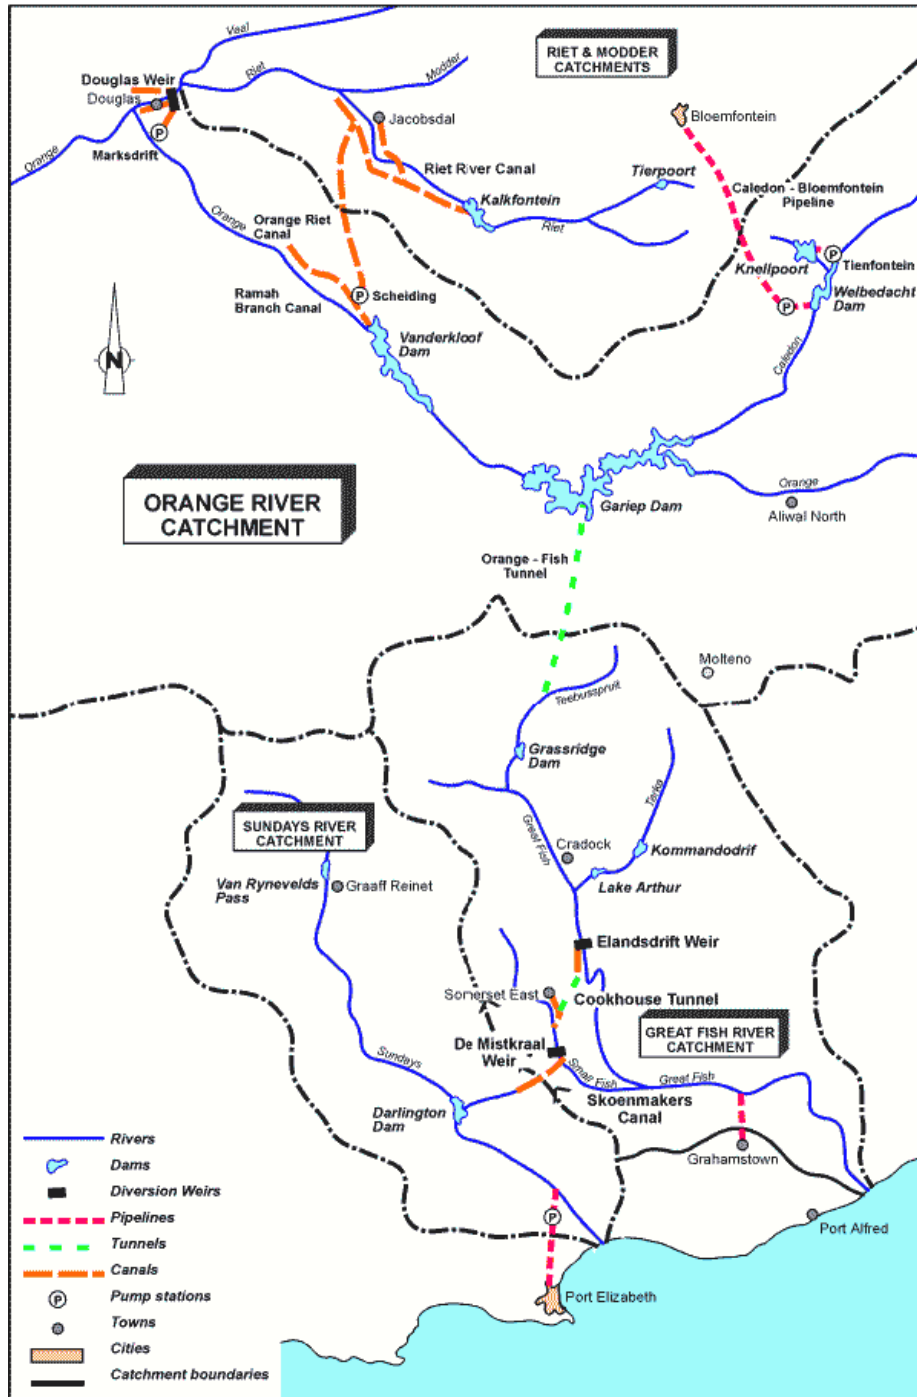 Vaal
RIET & MODDER
CATCHMENTS
Douglas Weir
Riet
Modder
Douglas
P
Jacobsdal
Bloemfontein
Marksdrift
Orange
Riet River Canal
Tierpoort
Caledon - Bloemfontein
Pipeline
Kalkfontein
Orange
Orange Riet
Canal
Riet
Knellpoort
P
Tienfontein
Ramah
Branch Canal
P
Scheiding
P
Welbedacht
Dam
N
Vanderkloof
Dam
Caledon
ORANGE RIVER
CATCHMENT
Gariep Dam
Orange
Aliwal North
Orange - Fish
Tunnel
Molteno
Teebusspruit
Grassridge
Dam
Tarka
SUNDAYS RIVER
CATCHMENT
Great Fish
Cradock
Kommandodrif
Van Rynevelds
Pass
Graaff Reinet
Lake Arthur
Elandsdrift Weir
Somerset East
Cookhouse Tunnel
De Mistkraal
Weir
GREAT FISH RIVER
CATCHMENT
Sundays
Small Fish
Great Fish
Skoenmakers
Canal
Darlington
Dam
Grahamstown
Rivers
Dams
Diversion Weirs
Pipelines
P
Port Alfred
Tunnels
Canals
P
Pump stations
Port Elizabeth
Towns
Cities
Catchment boundaries